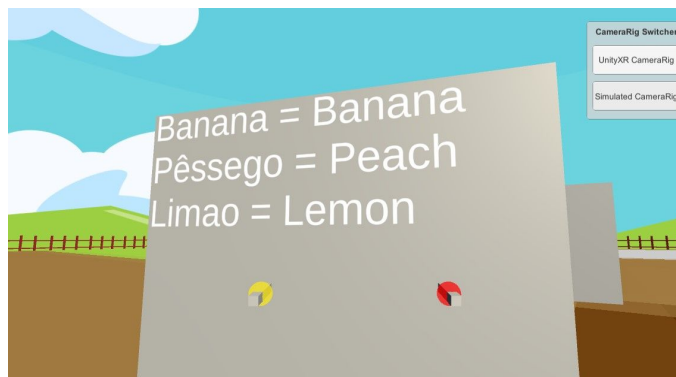 CameraRig Switcher
UnityXR CameraRig
Simulated CameraRig
Banana = Banana
Pêssego = Peach
Limao = Lemon